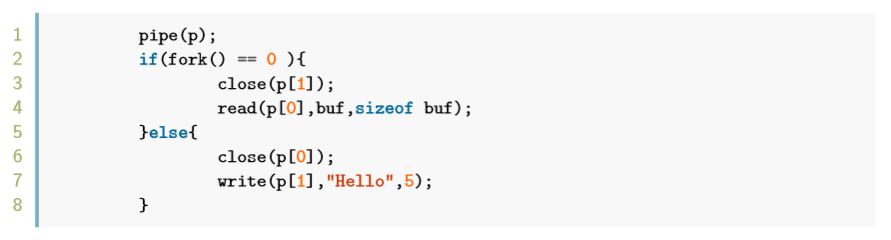 1 pipe(p);
2 if(fork() == 0 ){
3 close(p[1]);
4 read(p[0],buf,sizeof buf);
5 }else{
6 close(p[0]);
7 write(p[1],"Hello",5);
8 }